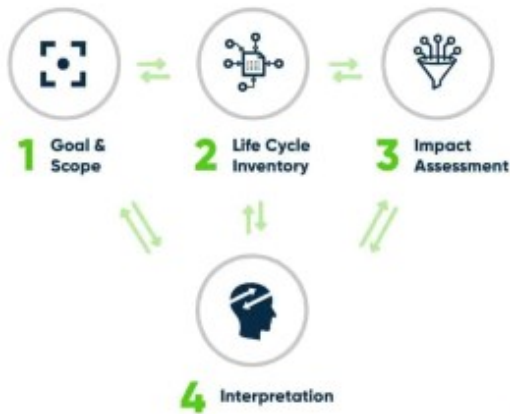 1 Goal &
Scope
2 Life Cycle
Inventory
3 Impact
Assessment
4 Interpretation